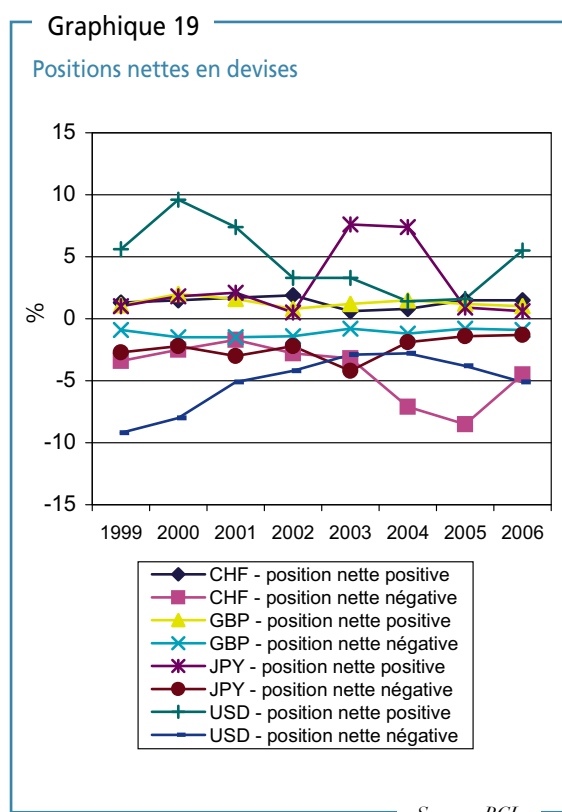 Graphique 19
Positions nettes en devises
15
10
5
0
-5
-10
-15
%
1999 2000 2001 2002 2003 2004 2005 2006
CHF - position nette positive
CHF - position nette négative
GBP - position nette positive
GBP - position nette négative
JPY - position nette positive
JPY - position nette négative
USD - position nette positive
USD - position nette négative